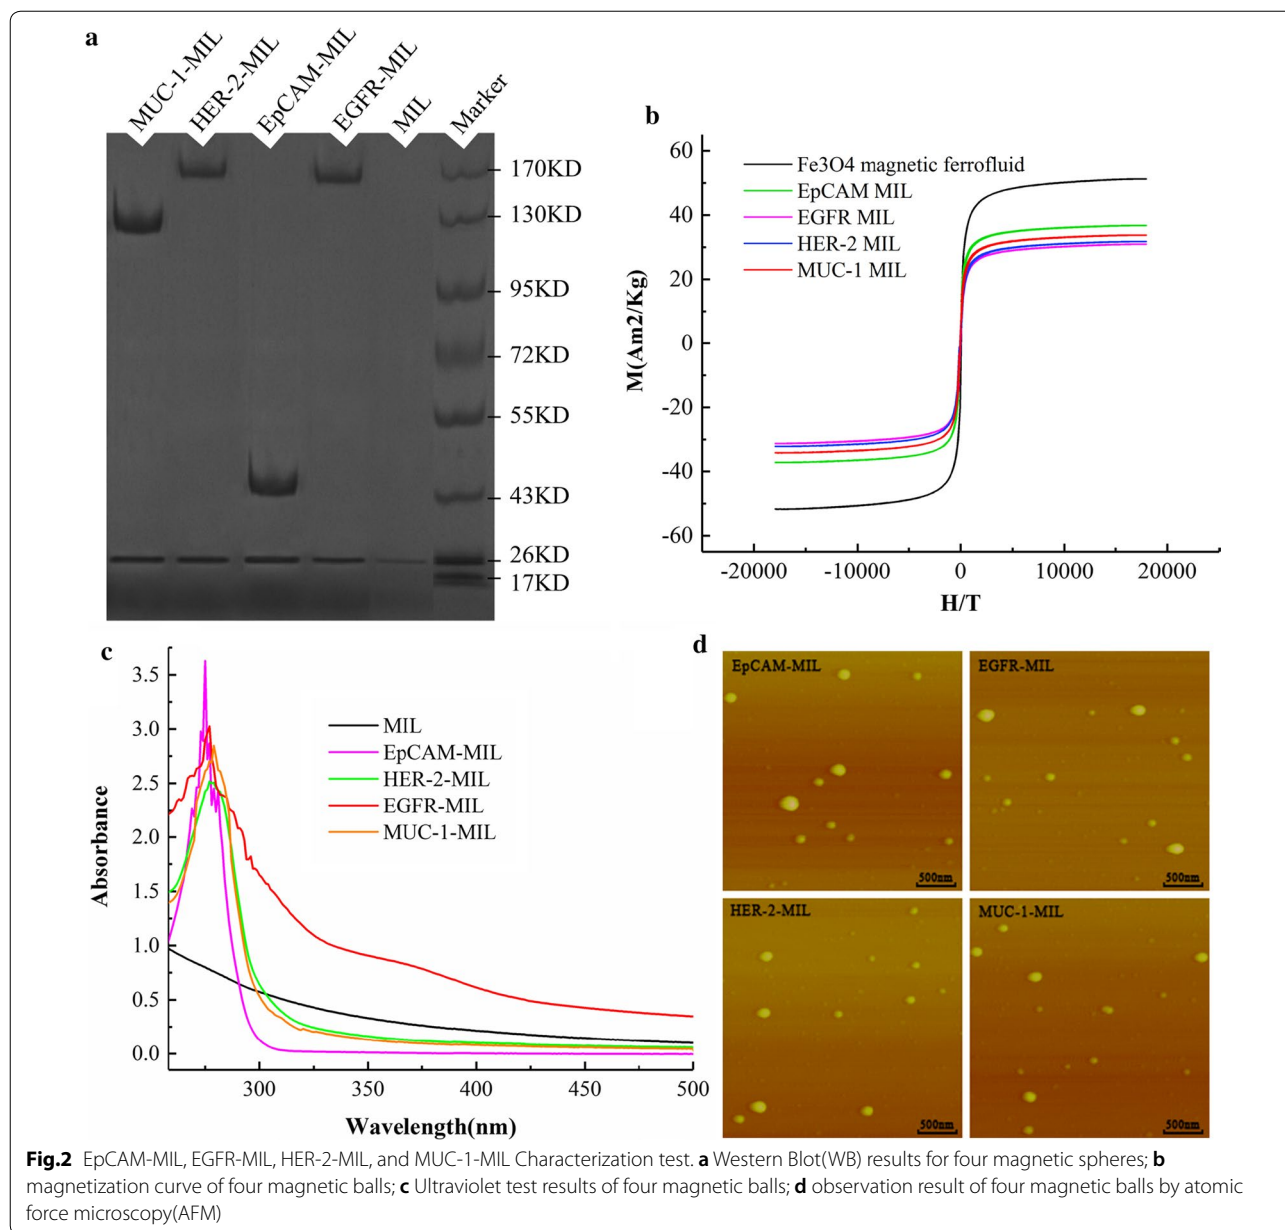 a
MUC-1-MIL
HER-2-MIL
EpCAM-MIL
EGFR-MIL
MIL
Marker
170KD
130KD
95KD
72KD
55KD
43KD
26KD
17KD
b
60
40
20
0
-20
-40
-60
M(Am2/Kg)
Fe3O4 magnetic ferrofluid
EpCAM MIL
EGFR MIL
HER-2 MIL
MUC-1 MIL
-20000 -10000 0 10000 20000
H/T
c
3.5
3.0
2.5
2.0
1.5
1.0
0.5
0.0
Absorbance
MIL
EpCAM-MIL
HER-2-MIL
EGFR-MIL
MUC-1-MIL
300 350 400 450 500
Wavelength(nm)
d
EpCAM-MIL
500nm
EGFR-MIL
500nm
HER-2-MIL
500nm
MUC-1-MIL
500nm
Fig.2 EpCAM-MIL, EGFR-MIL, HER-2-MIL, and MUC-1-MIL Characterization test. a Western Blot(WB) results for four magnetic spheres; b
magnetization curve of four magnetic balls; c Ultraviolet test results of four magnetic balls; d observation result of four magnetic balls by atomic
force microscopy(AFM)